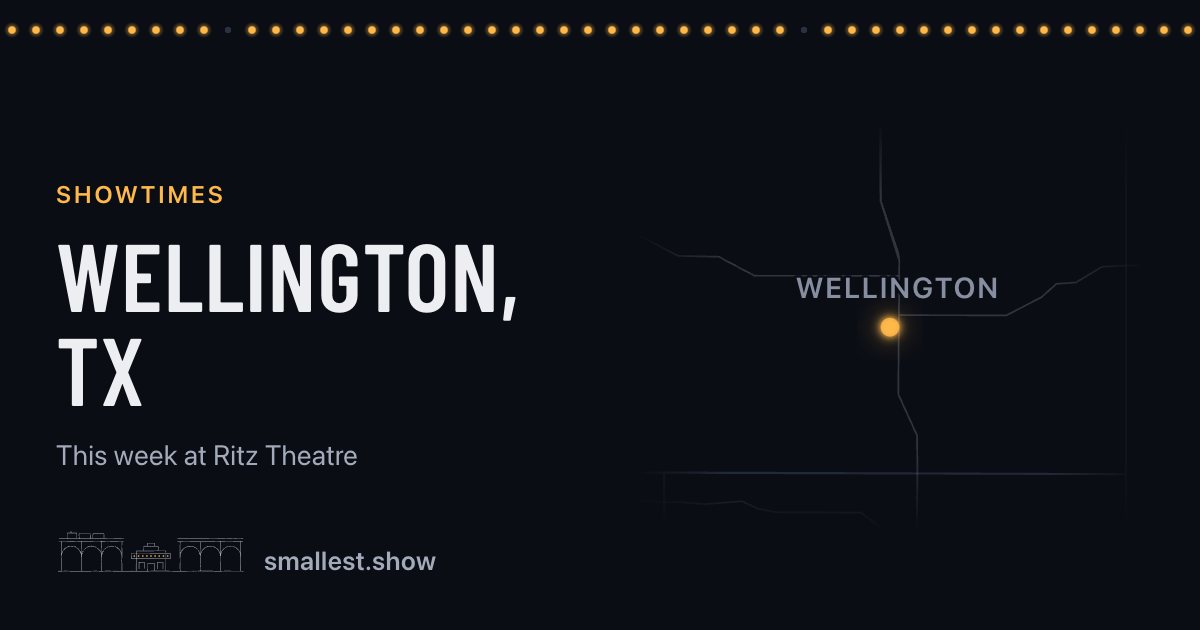 SHOWTIMES
WELLINGTON,
TX
This week at Ritz Theatre
smallest.show
WELLINGTON